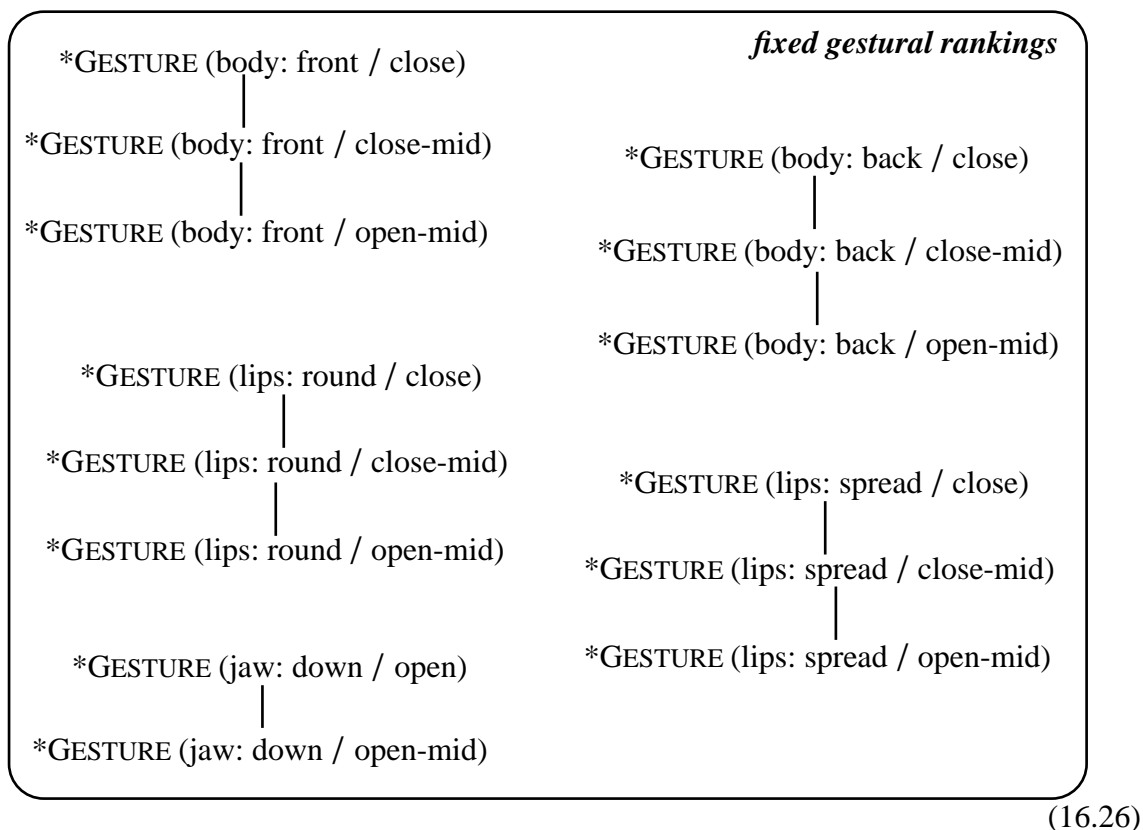 fixed gestural rankings
*GESTURE (body: front / close)
*GESTURE (body: front / close-mid)
*GESTURE (body: front / open-mid)
*GESTURE (body: back / close)
*GESTURE (body: back / close-mid)
*GESTURE (body: back / open-mid)
*GESTURE (lips: round / close)
*GESTURE (lips: round / close-mid)
*GESTURE (lips: round / open-mid)
*GESTURE (lips: spread / close)
*GESTURE (lips: spread / close-mid)
*GESTURE (lips: spread / open-mid)
*GESTURE (jaw: down / open)
*GESTURE (jaw: down / open-mid)
(16.26)